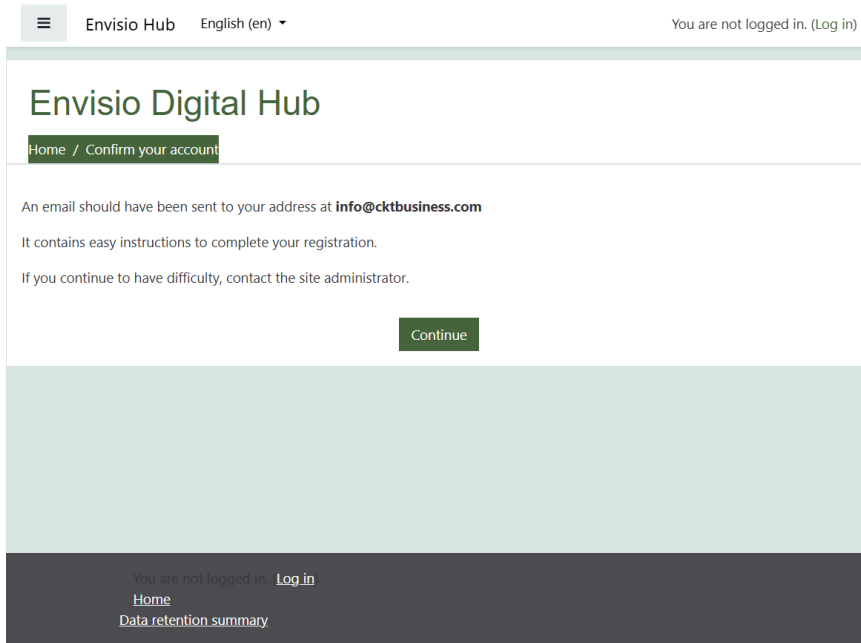 Envisio Hub English (en) You are not logged in. (Log in)
Envisio Digital Hub
Home / Confirm your account
An email should have been sent to your address at info@cktbusiness.com
It contains easy instructions to complete your registration.
If you continue to have difficulty, contact the site administrator.
Continue
You are not logged in. (Log in)
Home
Data retention summary